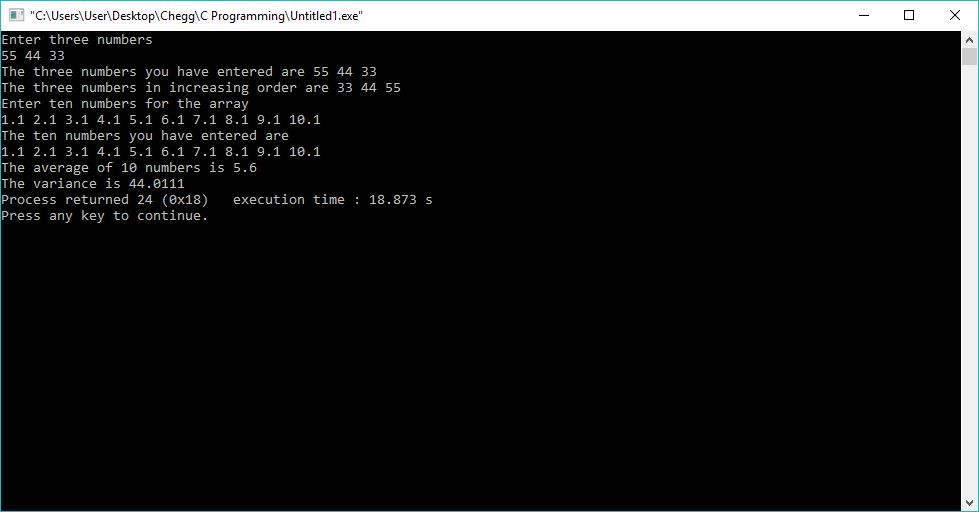 "C:\Users\User\Desktop\Chegg\C Programming\Untitled1.exe"
Enter three numbers
55 44 33
The three numbers you have entered are 55 44 33
The three numbers in increasing order are 33 44 55
Enter ten numbers for the array
1.1 2.1 3.1 4.1 5.1 6.1 7.1 8.1 9.1 10.1
The ten numbers you have entered are
1.1 2.1 3.1 4.1 5.1 6.1 7.1 8.1 9.1 10.1
The average of 10 numbers is 5.6
The variance is 44.0111
Process returned 24 (0x18)   execution time : 18.873 s
Press any key to continue.